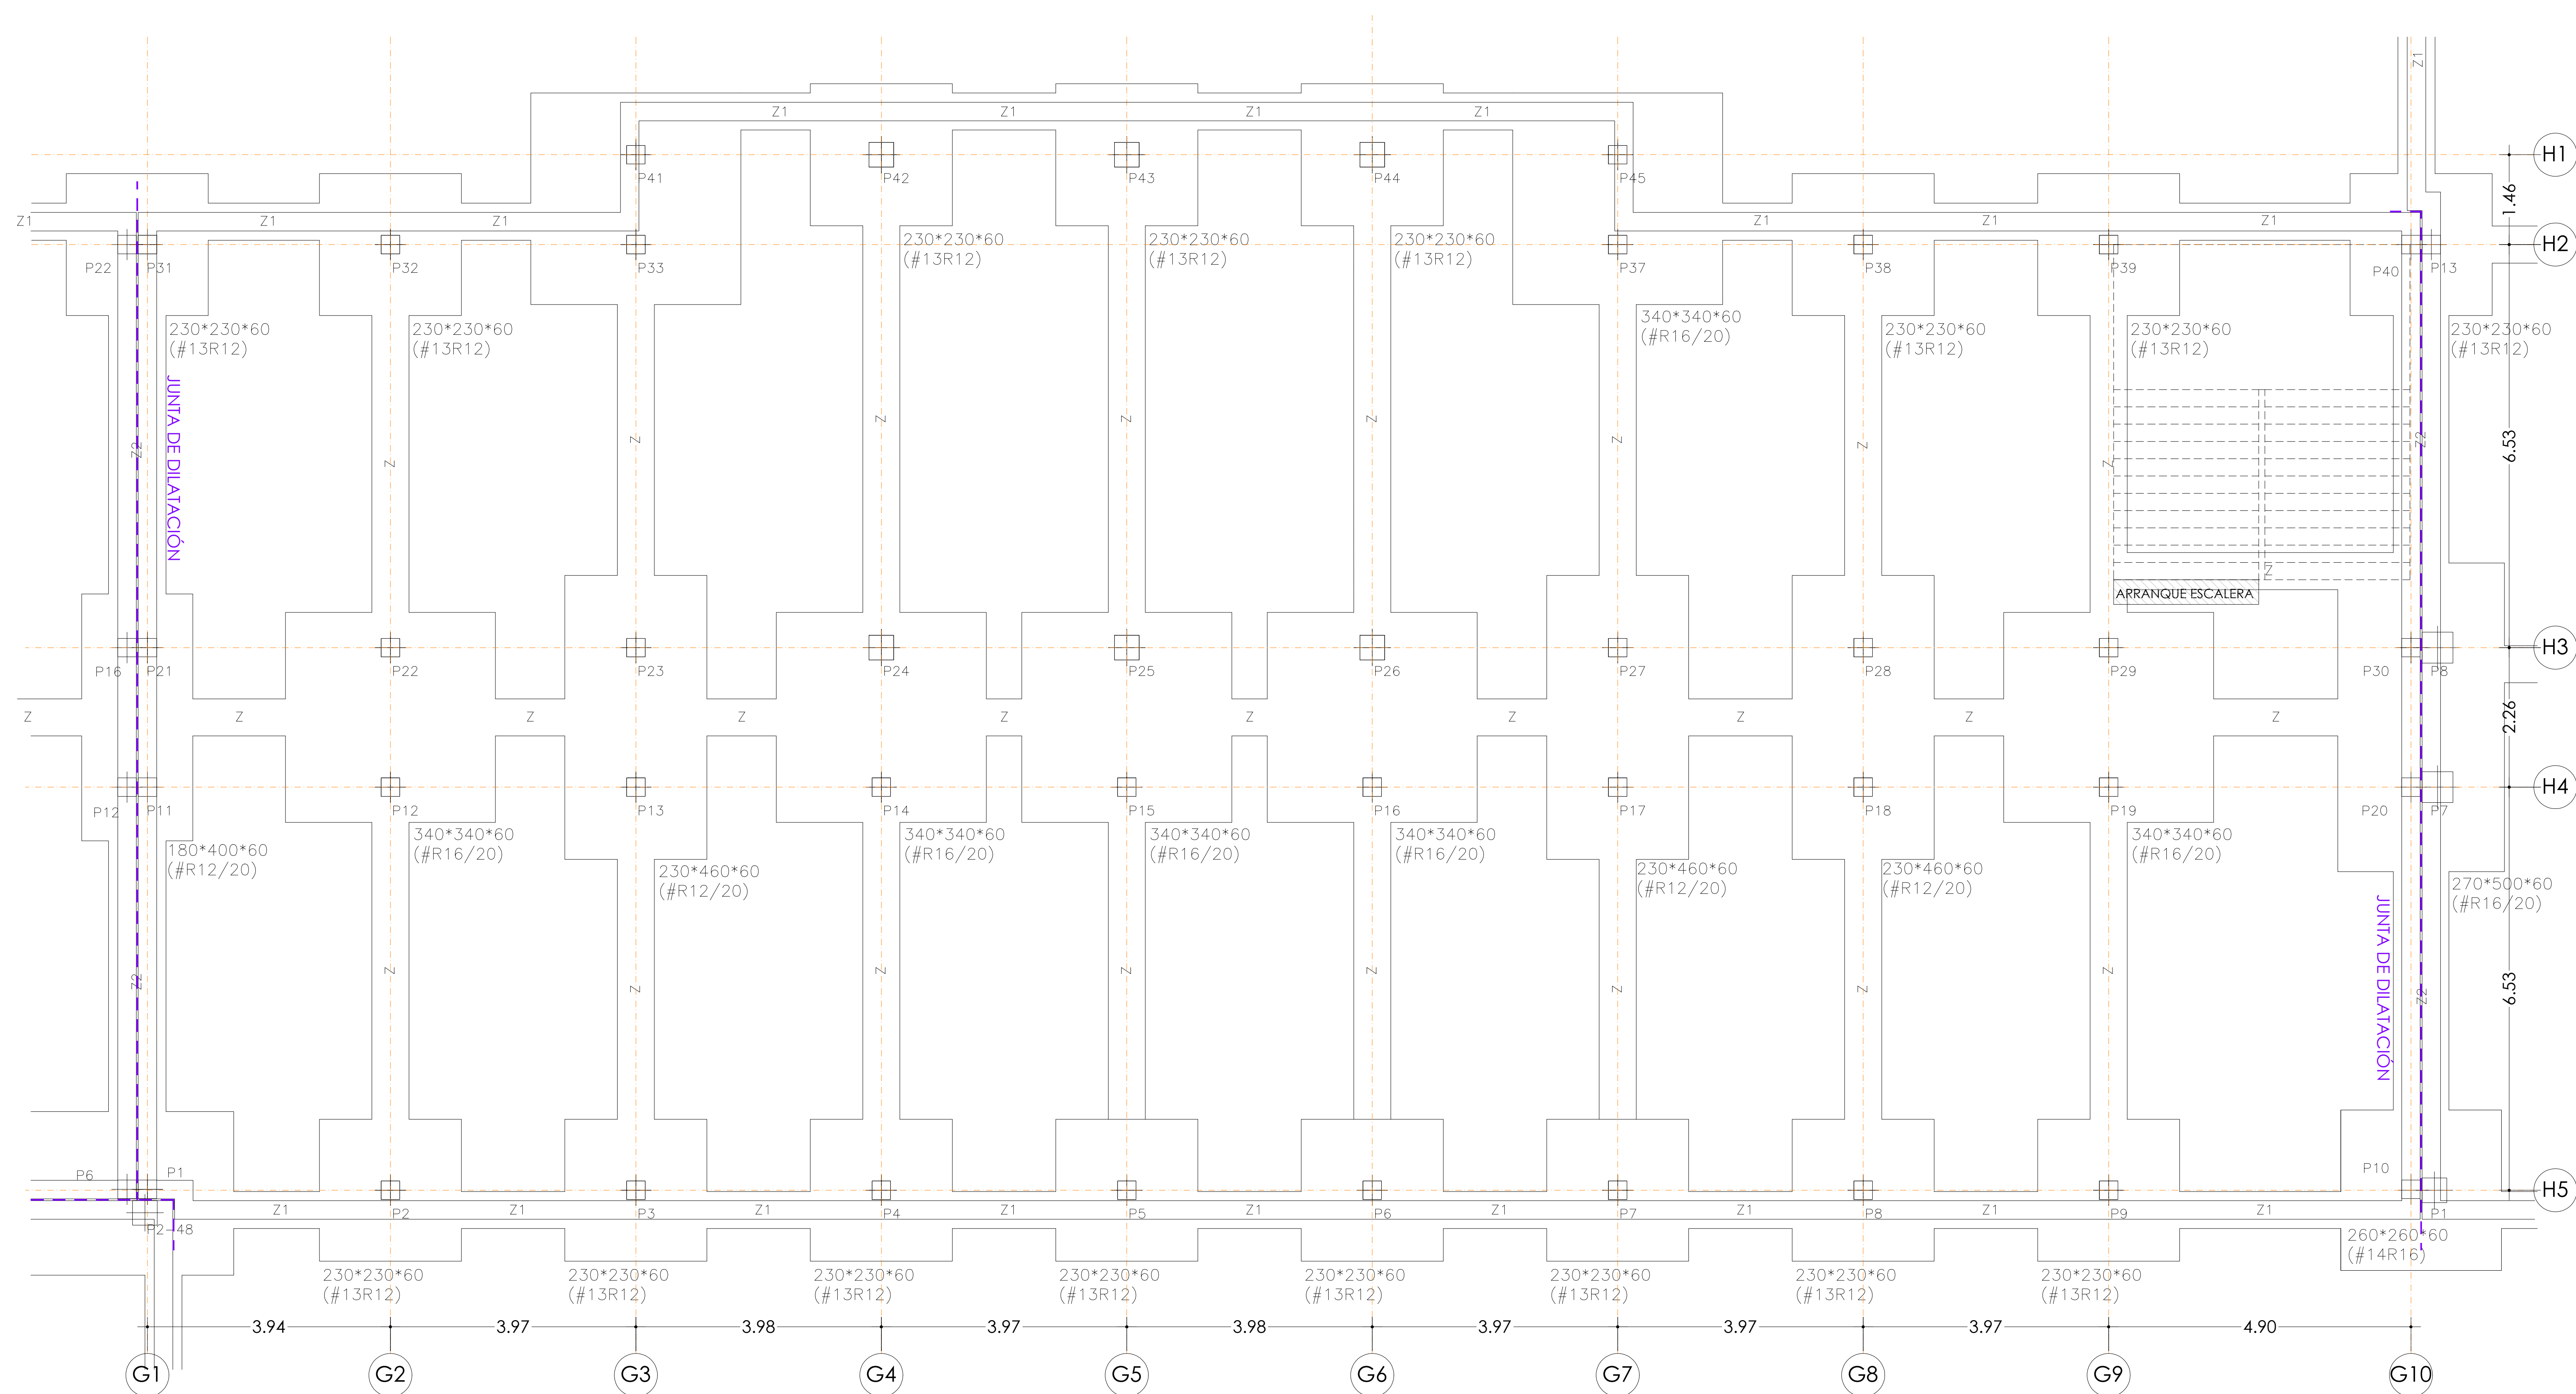 Z1
Z1 Z1 Z1 Z1
H1
P41 P42 P43 P44 P45
1.46
Z1 Z1 Z1 Z1 Z1 Z1
230*230*60 230*230*60 230*230*60
(#13R12) (#13R12) (#13R12)
H2
P22 P31 P32 P33 P37 P38 P39 P40 P13
340*340*60
(#R16/20)
230*230*60 230*230*60 230*230*60 230*230*60 230*230*60
(#13R12) (#13R12) (#13R12) (#13R12) (#13R12)
JUNTA DE DILATACIÓN
Z2 Z Z Z Z Z Z Z Z Z2
6.53
Z
ARRANQUE ESCALERA
H3
P16 P21 P22 P23 P24 P25 P26 P27 P28 P29 P30 P8
Z Z Z Z Z Z Z Z Z Z
2.26
H4
P12 P11 P12 P13 P14 P15 P16 P17 P18 P19 P20 P7
340*340*60 340*340*60 340*340*60 340*340*60 340*340*60
(#R16/20) (#R16/20) (#R16/20) (#R16/20) (#R16/20)
180*400*60
(#R12/20)
230*460*60 230*460*60 230*460*60
(#R12/20) (#R12/20) (#R12/20)
270*500*60
(#R16/20)
JUNTA DE DILATACIÓN
Z2 Z Z Z Z Z Z Z Z Z2
6.53
P6 P1 P10
H5
Z1 Z1 Z1 Z1 Z1 Z1 Z1 Z1 Z1
P2 P3 P4 P5 P6 P7 P8 P9 P1
P2-48
260*260*60
(#14R16)
230*230*60 230*230*60 230*230*60 230*230*60 230*230*60 230*230*60 230*230*60 230*230*60
(#13R12) (#13R12) (#13R12) (#13R12) (#13R12) (#13R12) (#13R12) (#13R12)
3.94 3.97 3.98 3.97 3.98 3.97 3.97 3.97 4.90
G1 G2 G3 G4 G5 G6 G7 G8 G9 G10